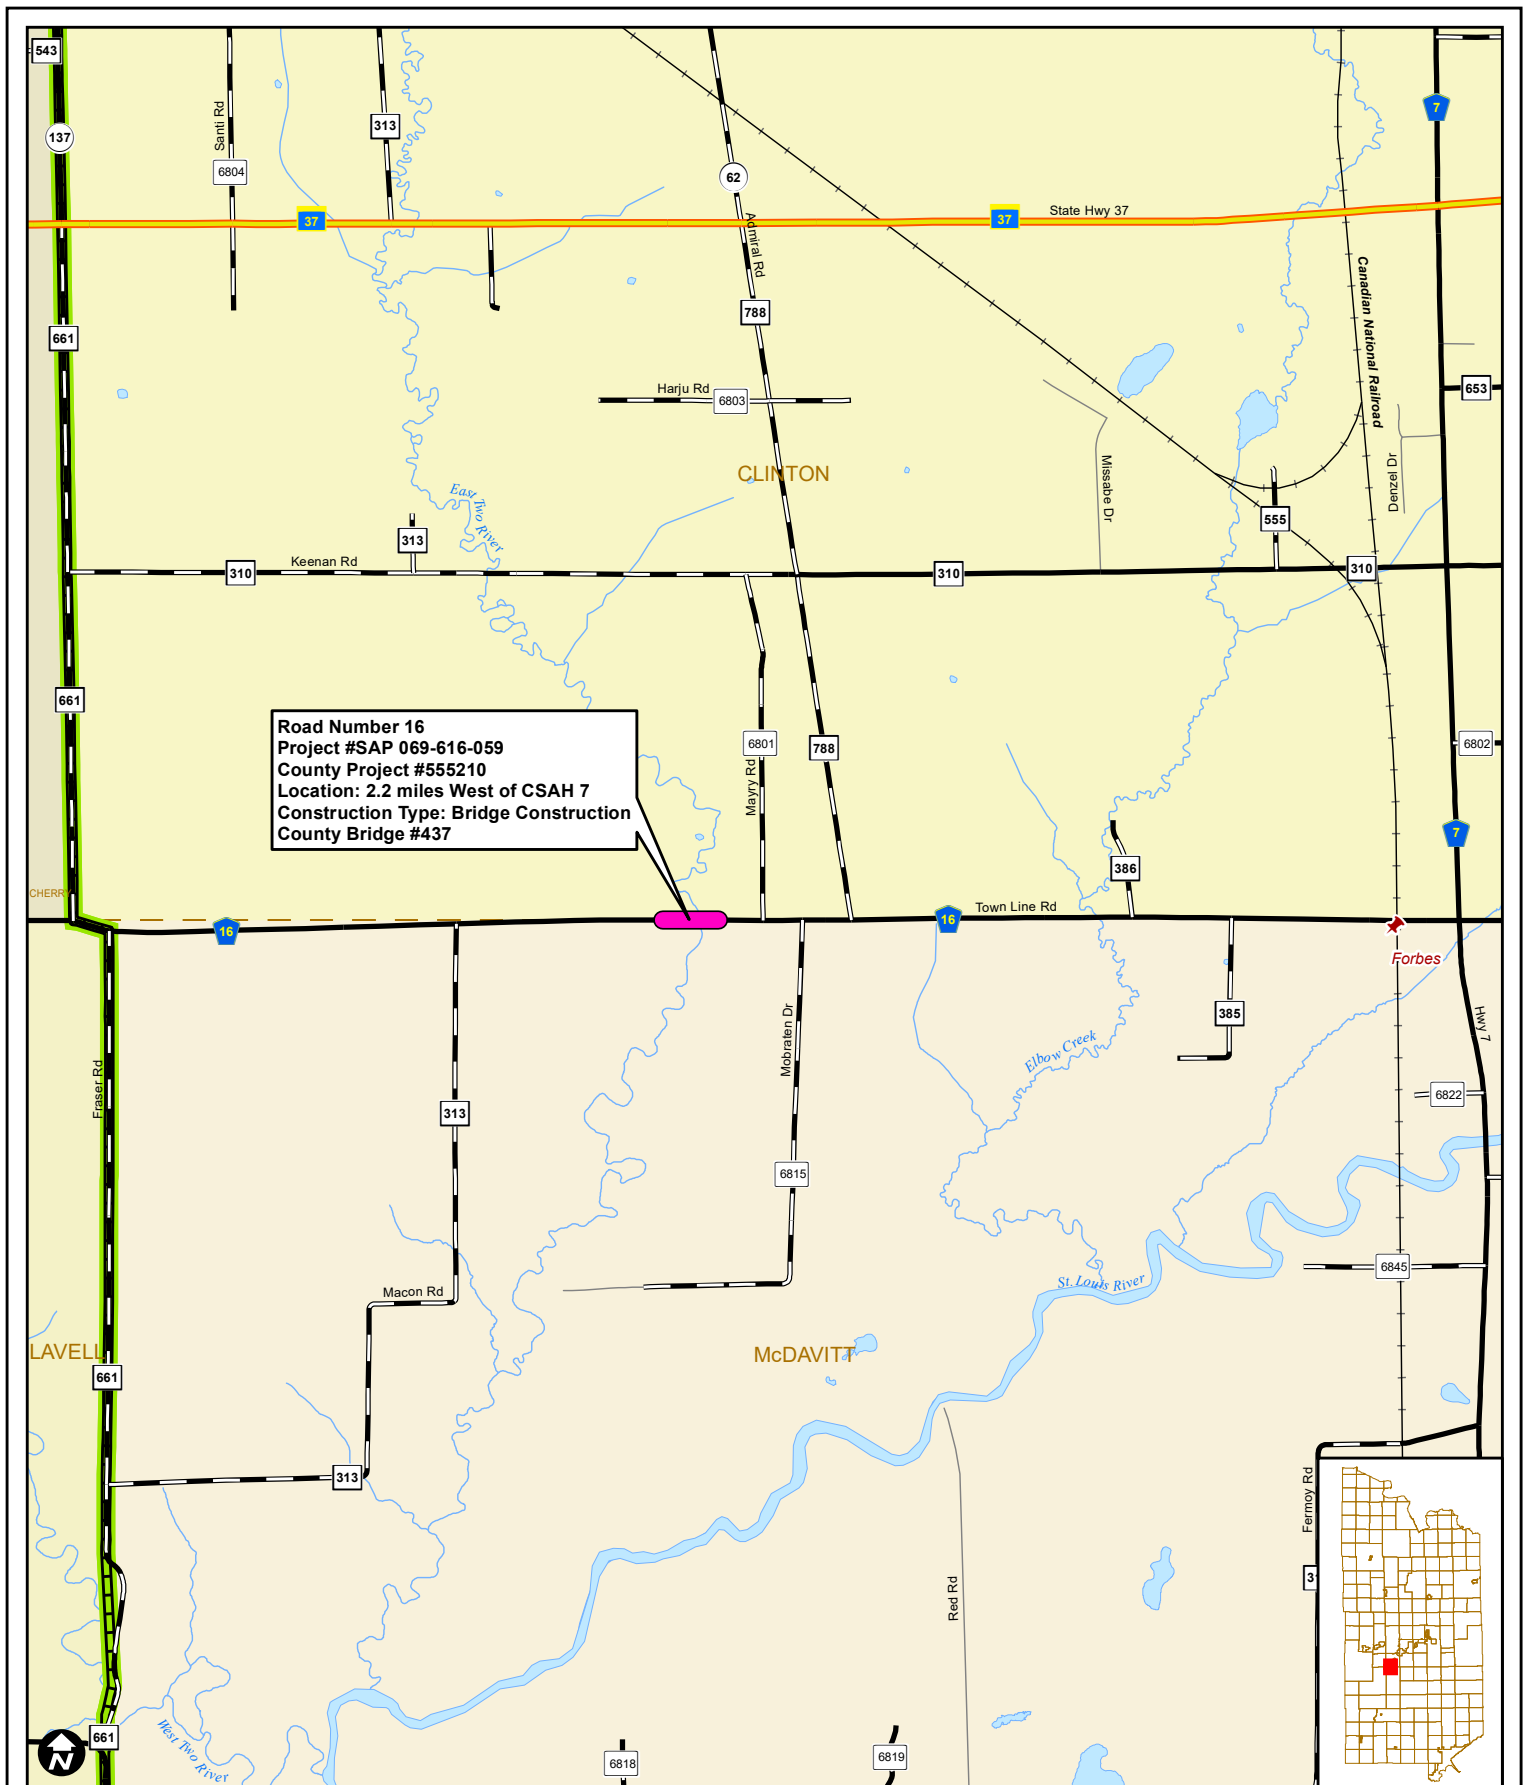 543
137
Santi Rd
6804
313
62
7
37
37
State Hwy 37
Admiral Rd
788
Canadian National Railroad
661
Harju Rd
6803
653
CLINTON
Missabe Dr
Denzel Dr
East Two River
555
313
Keenan Rd
310
310
310
661
Road Number 16
Project #SAP 069-616-059
County Project #555210
Location: 2.2 miles West of CSAH 7
Construction Type: Bridge Construction
County Bridge #437
6801
Mayry Rd
788
6802
7
386
CHERRY
16
16
Town Line Rd
Forbes
Hwy 7
385
Mobraten Dr
Elbow Creek
Fraser Rd
313
6822
6815
6845
St. Louis River
Macon Rd
LAVELL
McDAVITT
661
313
Fermoy Rd
Red Rd
31
661
West Two River
N
6818
6819